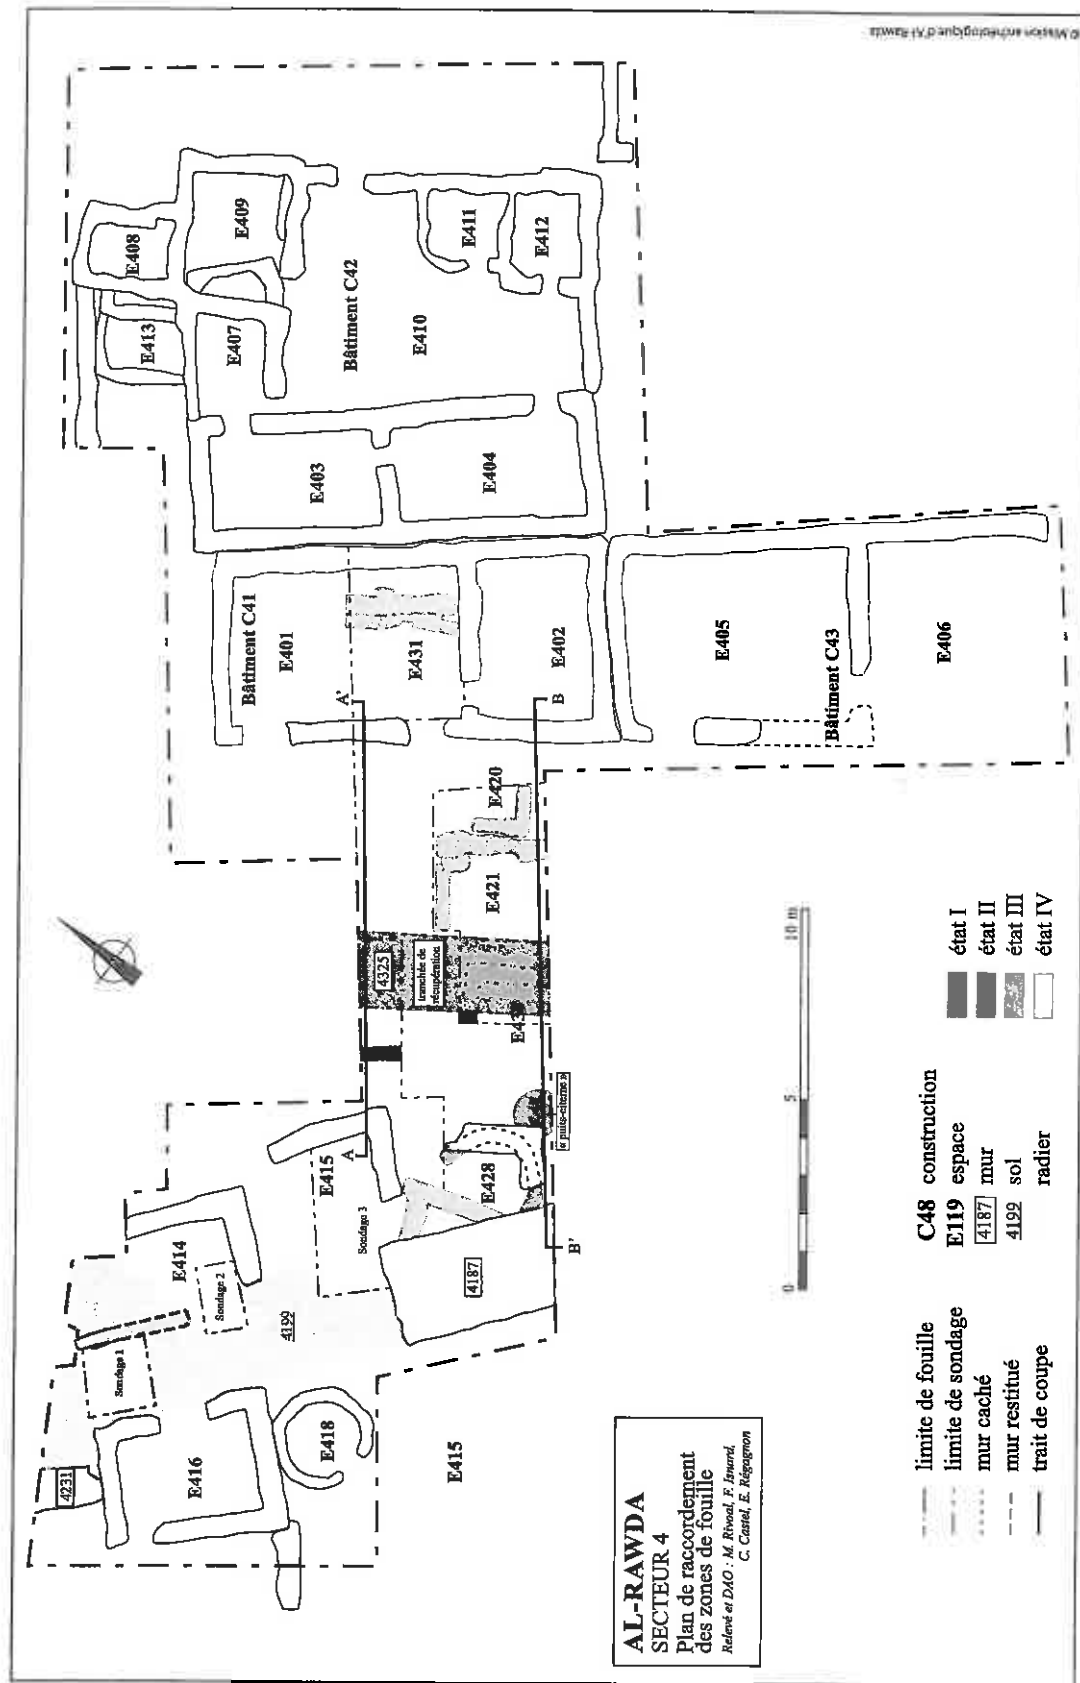 © Mission archéologique d'Al-Rawda
E408
E409
E413
E407
E411
E412
Bâtiment C42
E410
E403
E404
Bâtiment C41
E401
E431
E402
E405
Bâtiment C43
E406
A'
B
E420
E421
4325
tranchée de
récupération
« puits-citerne »
A
B'
E415
Sondage 3
E428
4187
E414
Sondage 2
4199
Sondage 1
4231
E416
E418
E415
AL-RAWDA
SECTEUR 4
Plan de raccordement
des zones de fouille
Relevé et DAO : M. Rivoal, F. Isnard,
C. Castel, E. Régagnon
0 5 10 m
limite de fouille
limite de sondage
mur caché
mur restitué
trait de coupe
C48 construction
E119 espace
4187 mur
4199 sol
radier
état I
état II
état III
état IV